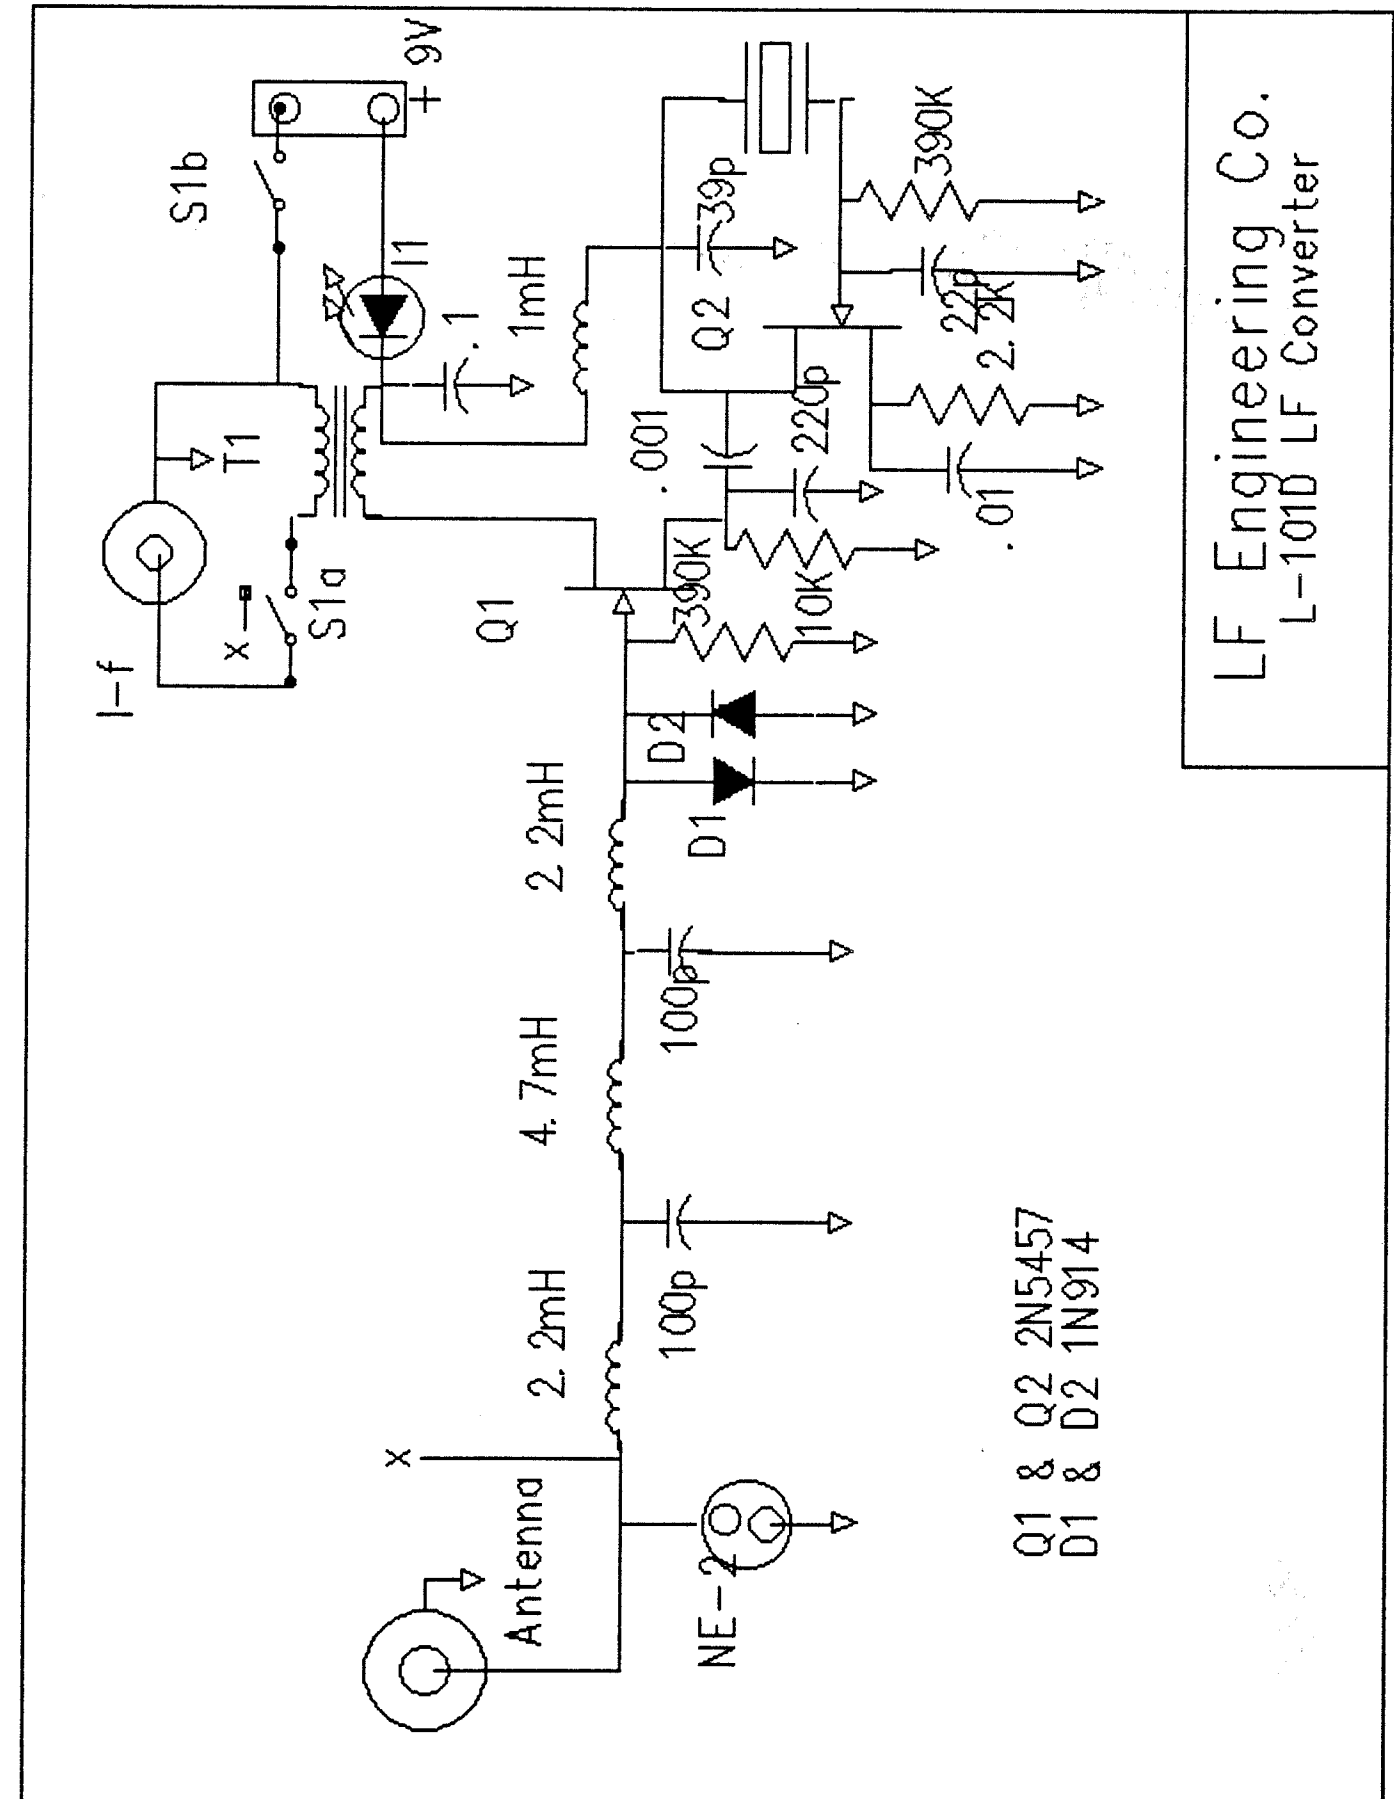 I-f
x
S1a
T1
S1b
+ 9V
I1
.1
1mH
Q1
.001
Q2
39p
390K
22p
2.2K
220p
.01
10K
390K
D2
D1
2.2mH
100p
4.7mH
100p
2.2mH
x
Antenna
NE-2
Q1 & Q2 2N5457
D1 & D2 1N914
LF Engineering Co.
L-101D LF Converter